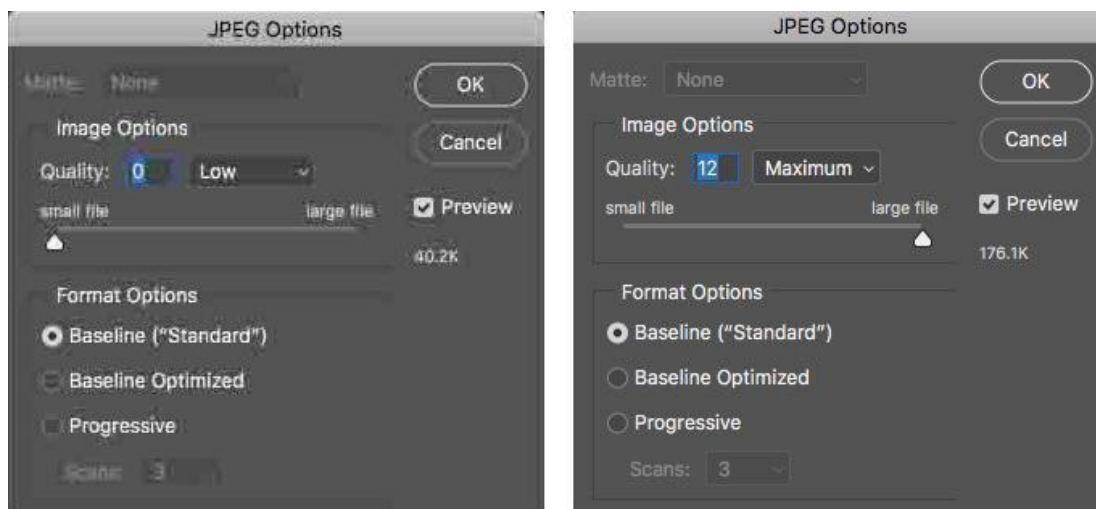 JPEG Options
Matte: None
OK
Image Options
Cancel
Quality: 0 Low
small file large file
Preview
40.2K
Format Options
Baseline (“Standard”)
Baseline Optimized
Progressive
Scans: 3
JPEG Options
Matte: None
OK
Image Options
Cancel
Quality: 12 Maximum
small file large file
Preview
176.1K
Format Options
Baseline (“Standard”)
Baseline Optimized
Progressive
Scans: 3